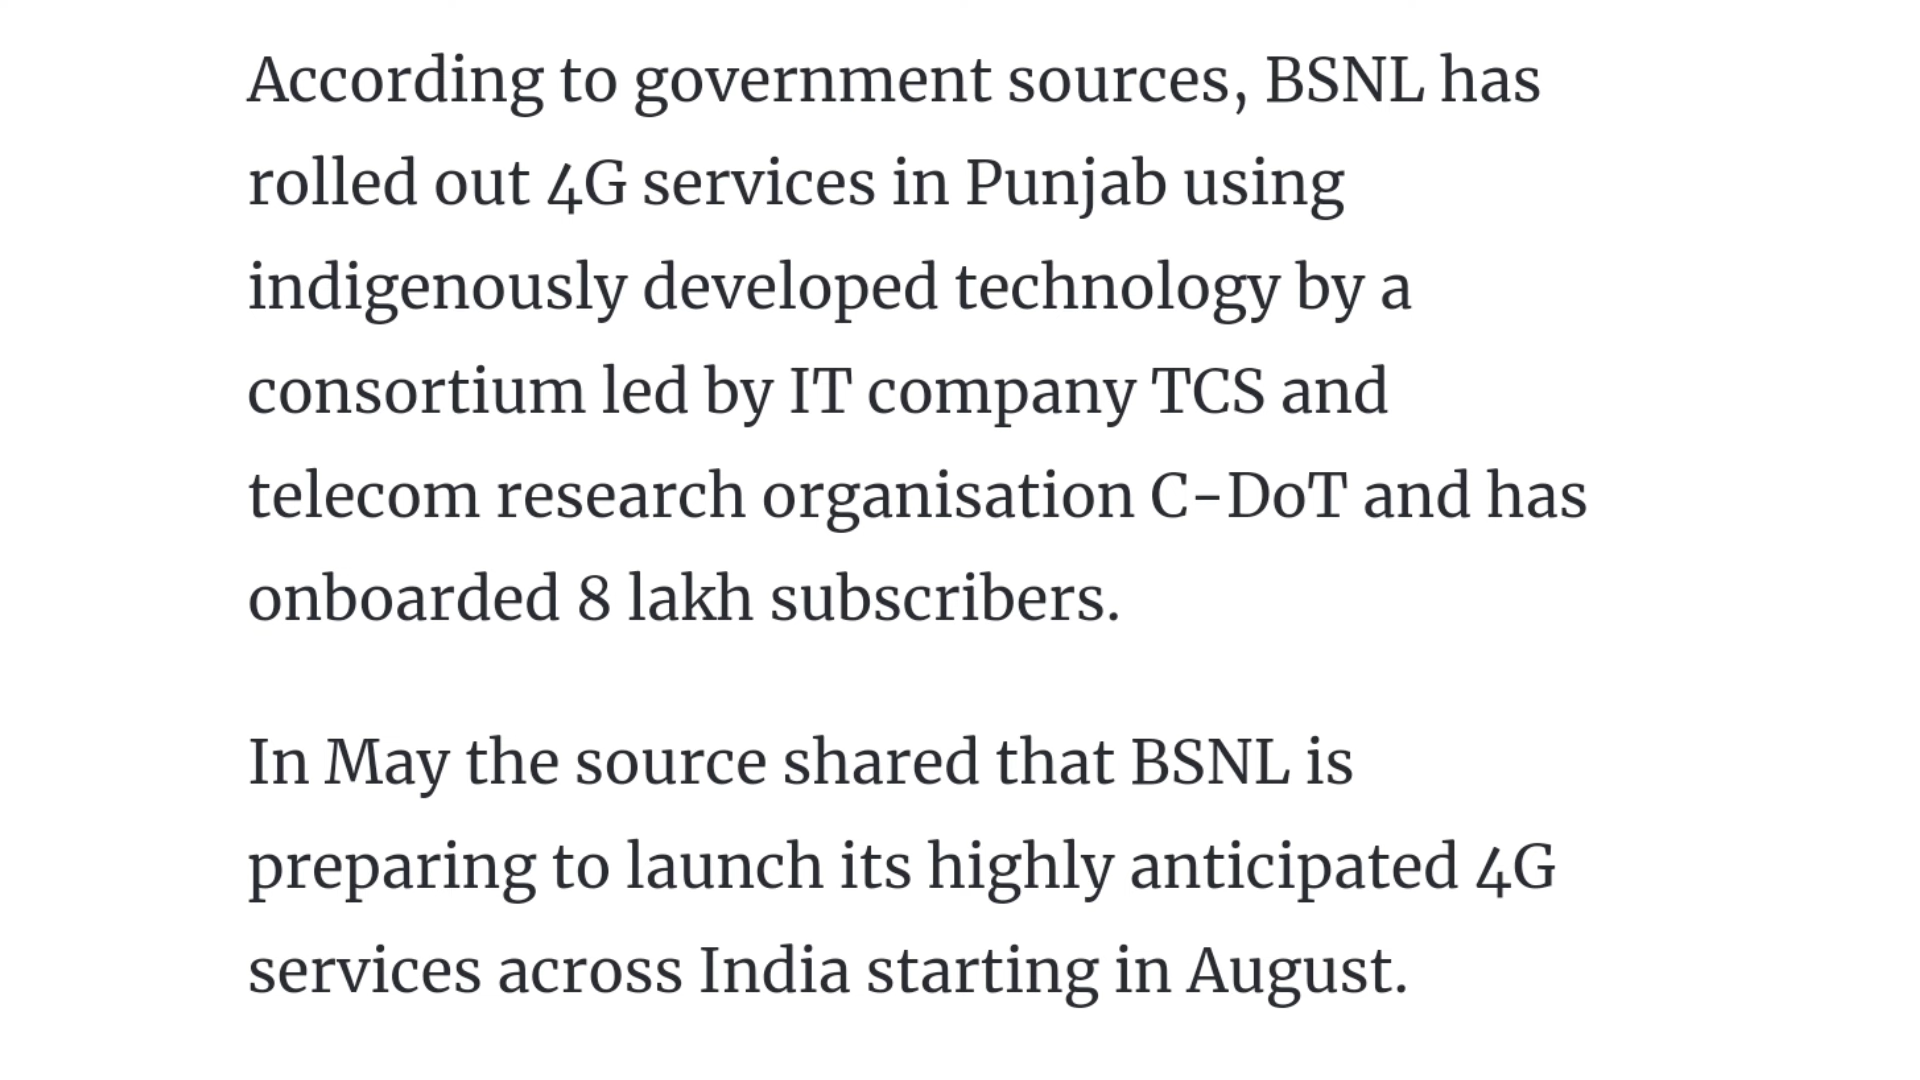 According to government sources, BSNL has
rolled out 4G services in Punjab using
indigenously developed technology by a
consortium led by IT company TCS and
telecom research organisation C-DoT and has
onboarded 8 lakh subscribers.
In May the source shared that BSNL is
preparing to launch its highly anticipated 4G
services across India starting in August.